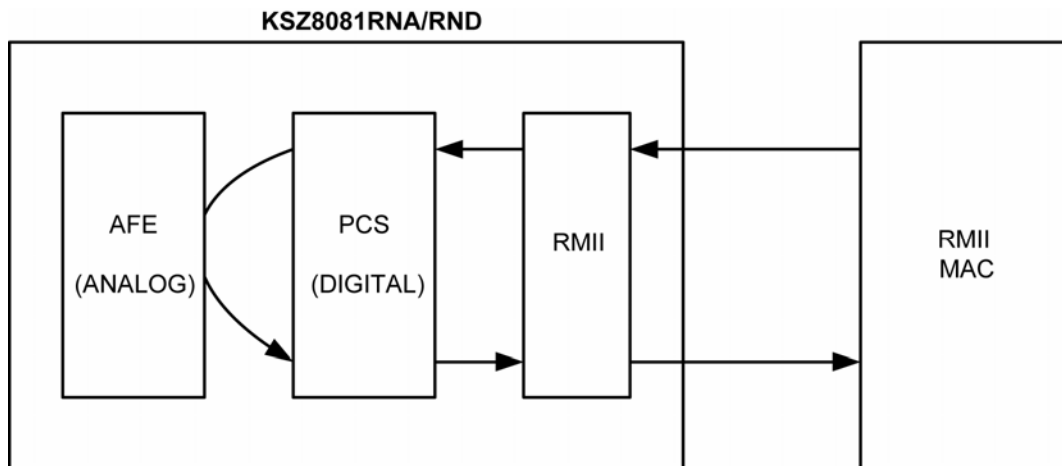 KSZ8081RNA/RND
AFE
(ANALOG)
PCS
(DIGITAL)
RMII
RMII
MAC